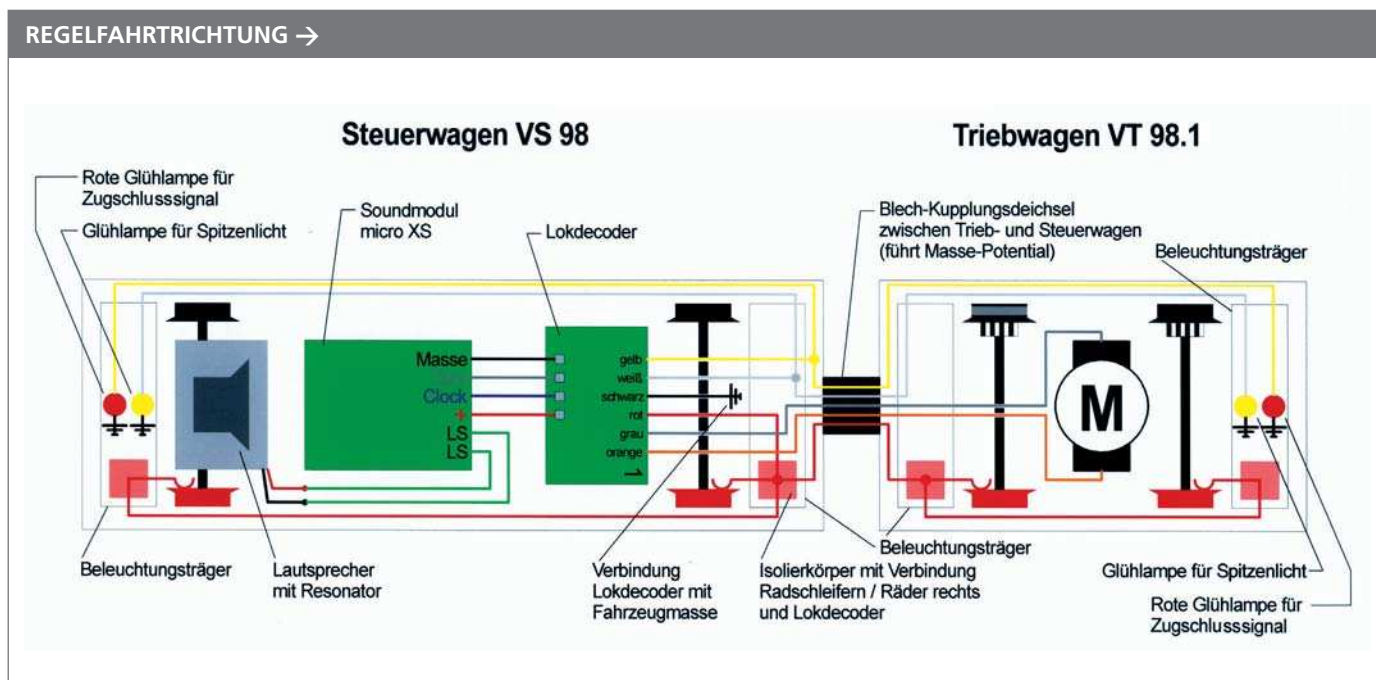 REGELFAHRTRICHTUNG →
Steuerwagen VS 98
Triebwagen VT 98.1
Rote Glühlampe für
Zugschlusssignal
Glühlampe für Spitzenlicht
Soundmodul
micro XS
Lokdecoder
Blech-Kupplungsdeichsel
zwischen Trieb- und Steuerwagen
(führt Masse-Potential)
Beleuchtungsträger
Masse
Clock
+
LS
LS
gelb
weiß
schwarz
rot
grau
orange
1
M
Beleuchtungsträger
Lautsprecher
mit Resonator
Verbindung
Lokdecoder mit
Fahrzeugmasse
Beleuchtungsträger
Isolierkörper mit Verbindung
Radschleifern / Räder rechts
und Lokdecoder
Glühlampe für Spitzenlicht
Rote Glühlampe für
Zugschlusssignal